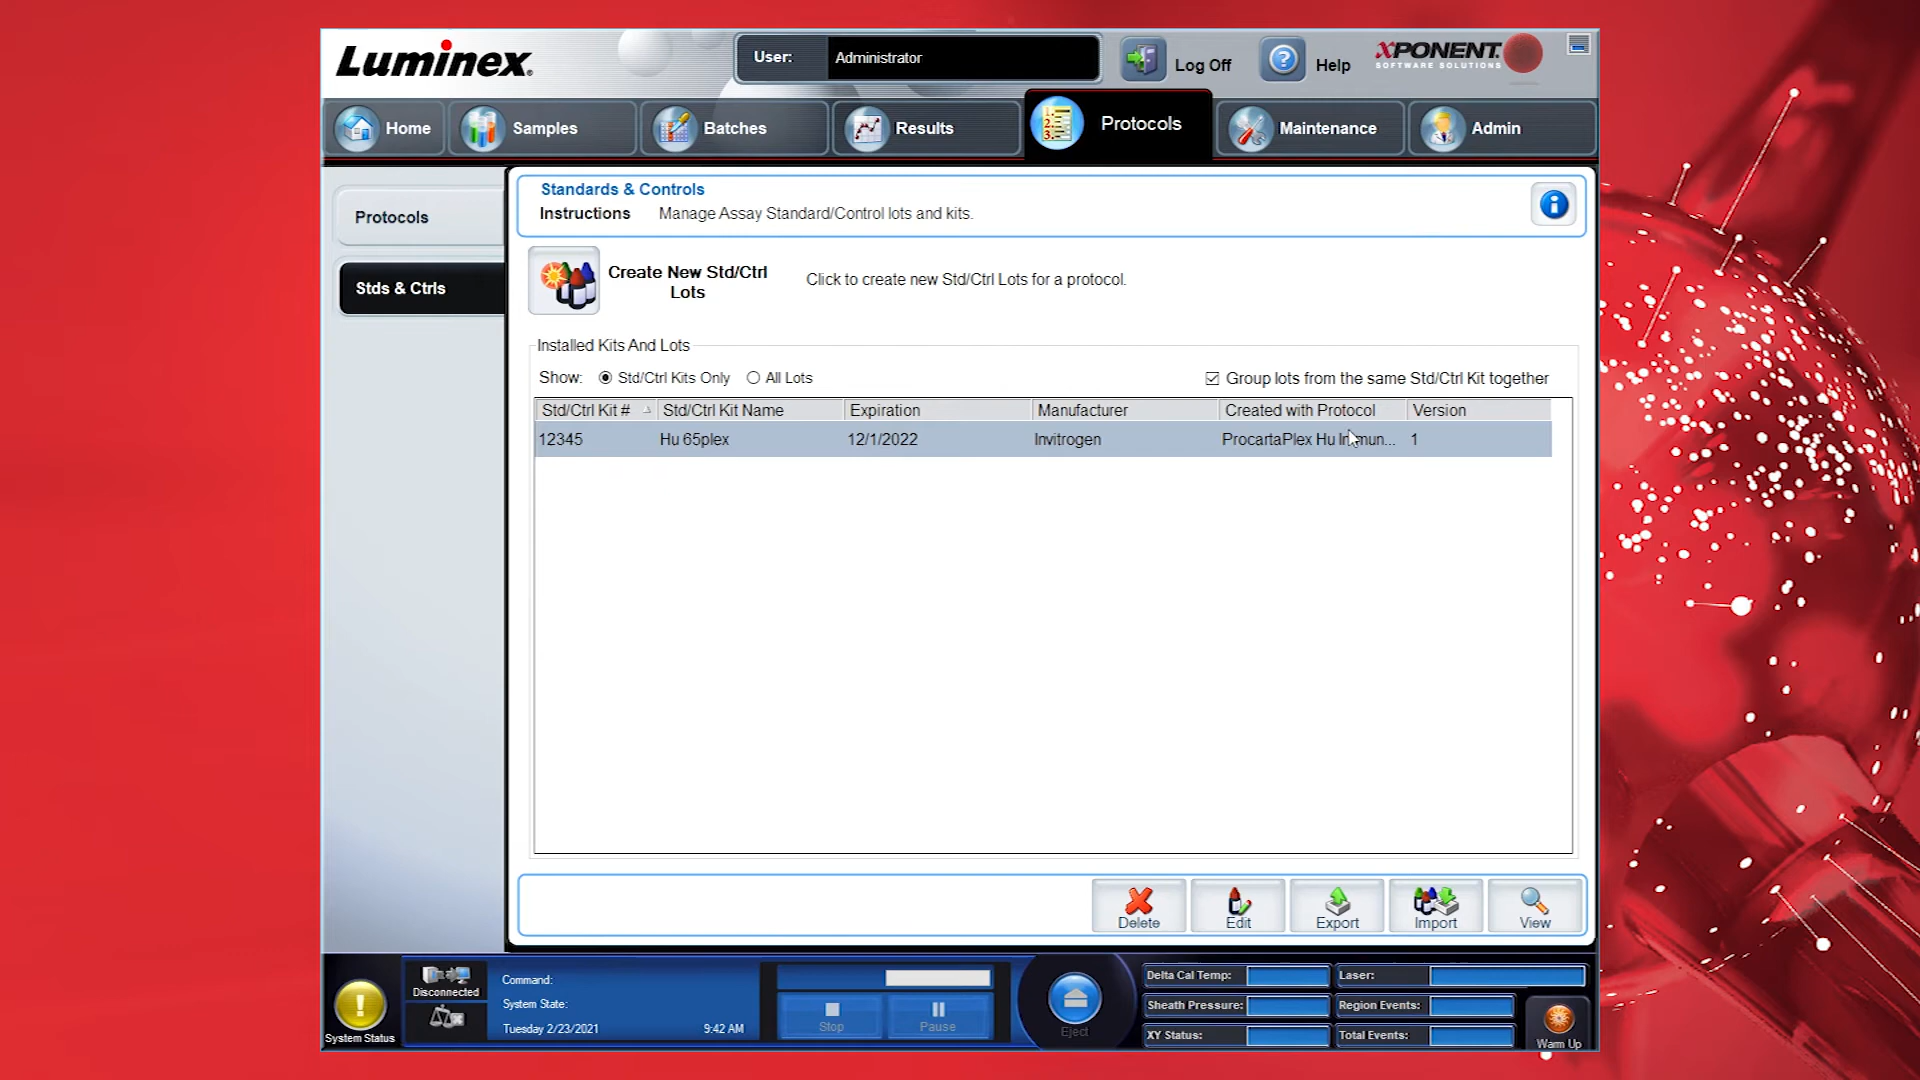 Luminex
User: Administrator
Log Off
Help
XPONENT.
SOFTWARE SOLUTIONS
Home
Samples
Batches
Results
Protocols
Maintenance
Admin
Protocols
Stds & Ctrls
Standards & Controls
Instructions Manage Assay Standard/Control lots and kits.
Create New Std/Ctrl
Lots
Click to create new Std/Ctrl Lots for a protocol.
Installed Kits And Lots
Show: Std/Ctrl Kits Only All Lots
Group lots from the same Std/Ctrl Kit together
Std/Ctrl Kit # Std/Ctrl Kit Name Expiration Manufacturer Created with Protocol Version
12345 Hu 65plex 12/1/2022 Invitrogen ProcartaPlex Hu Immun... 1
Delete
Edit
Export
Import
View
System Status
Disconnected
Command:
System State:
Tuesday 2/23/2021 9:42 AM
Stop
Pause
Eject
Delta Cal Temp:
Laser:
Sheath Pressure:
Region Events:
XY Status:
Total Events:
Warm Up